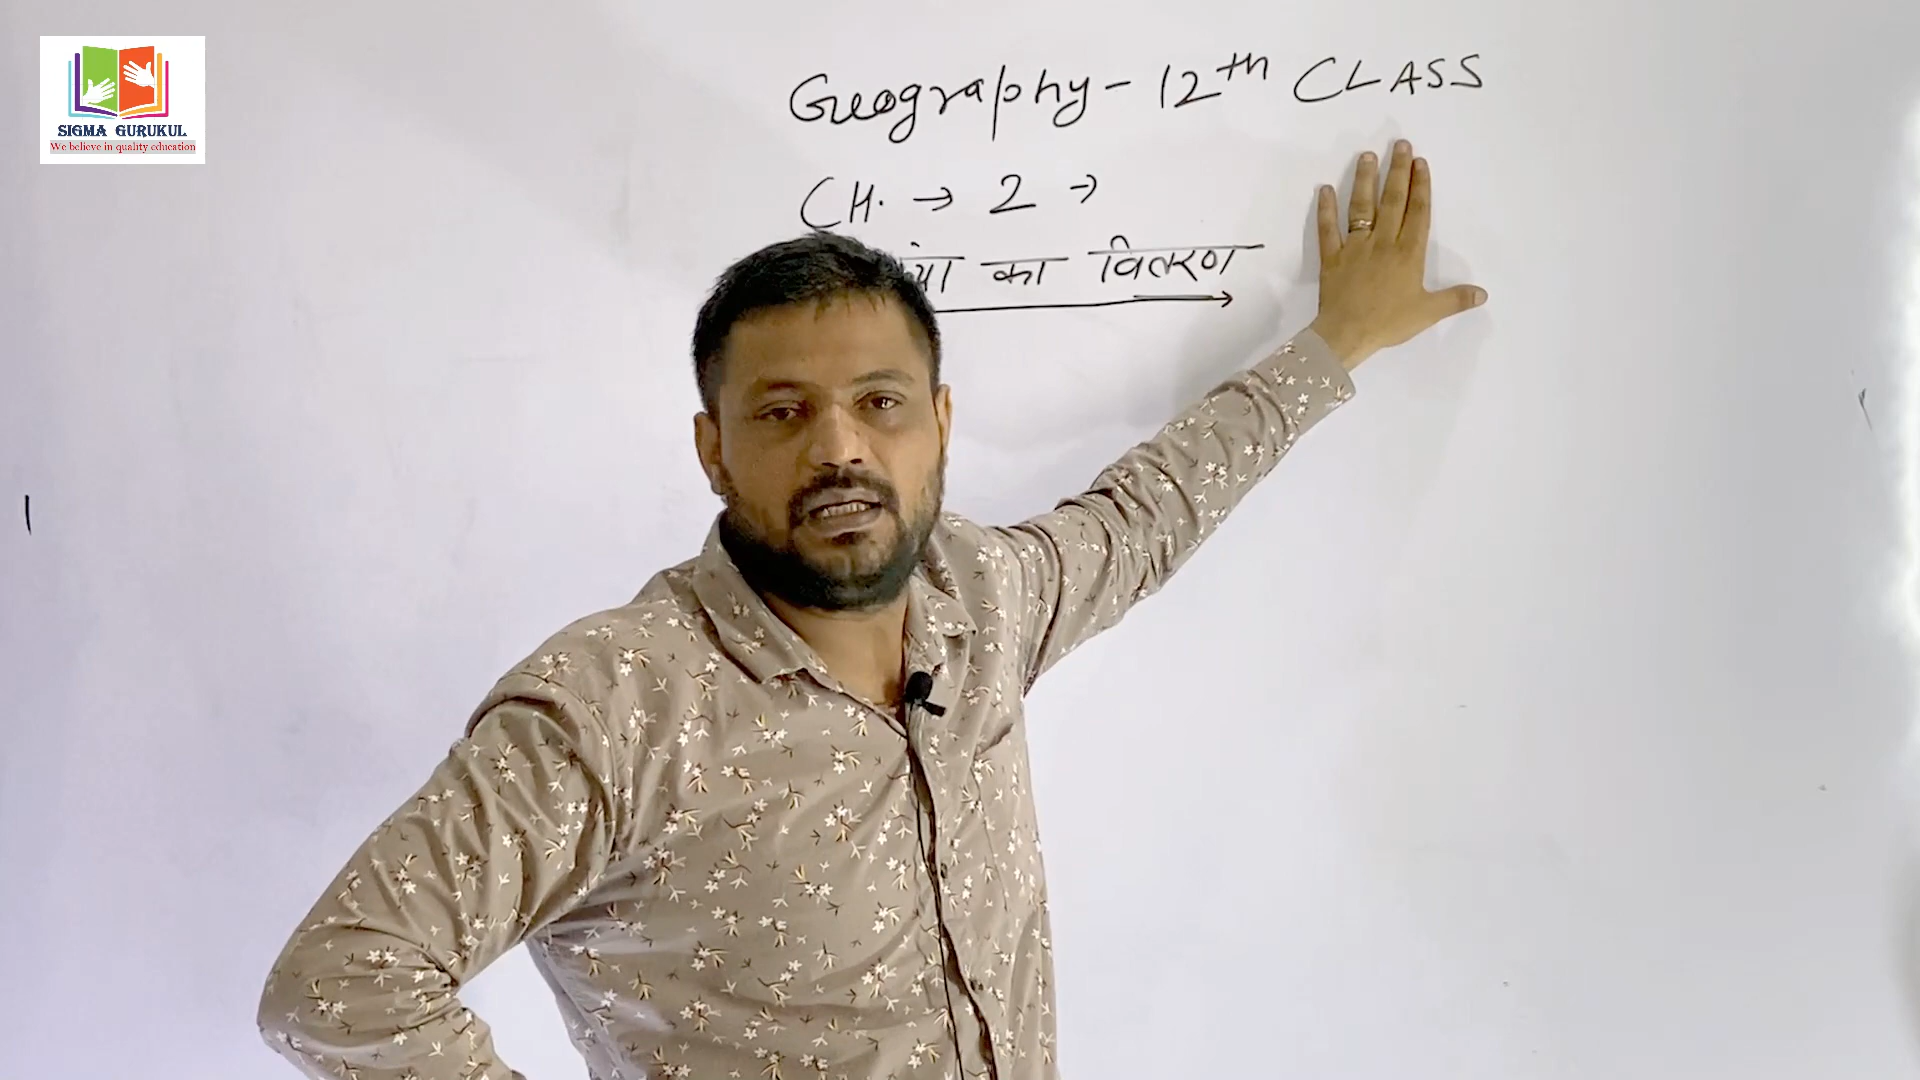 SIGMA GURUKUL
We believe in quality education
Geography - 12th CLASS
CH. → 2 →
का वितरण